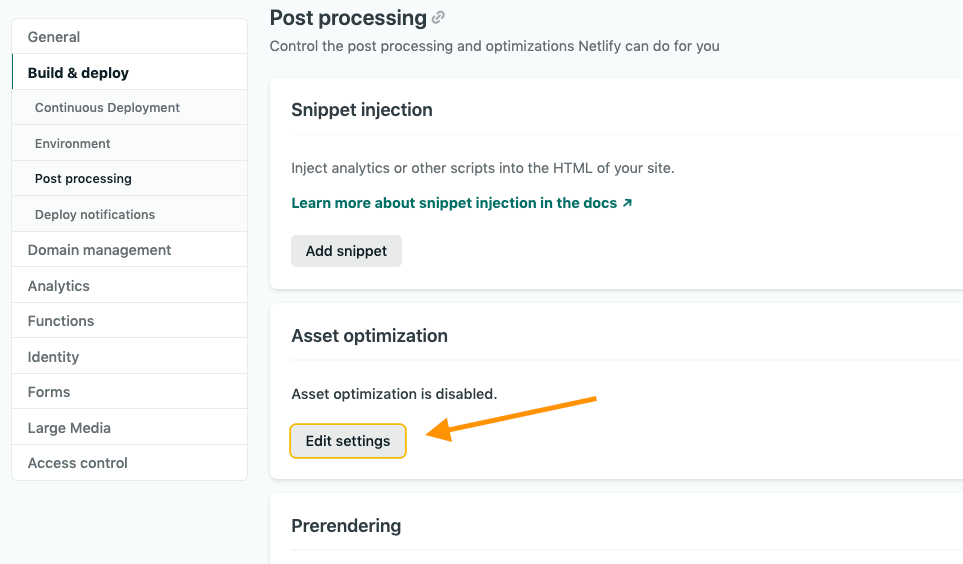 General
Build & deploy
Continuous Deployment
Environment
Post processing
Deploy notifications
Domain management
Analytics
Functions
Identity
Forms
Large Media
Access control
Post processing
Control the post processing and optimizations Netlify can do for you
Snippet injection
Inject analytics or other scripts into the HTML of your site.
Learn more about snippet injection in the docs ↗
Add snippet
Asset optimization
Asset optimization is disabled.
Edit settings
Prerendering